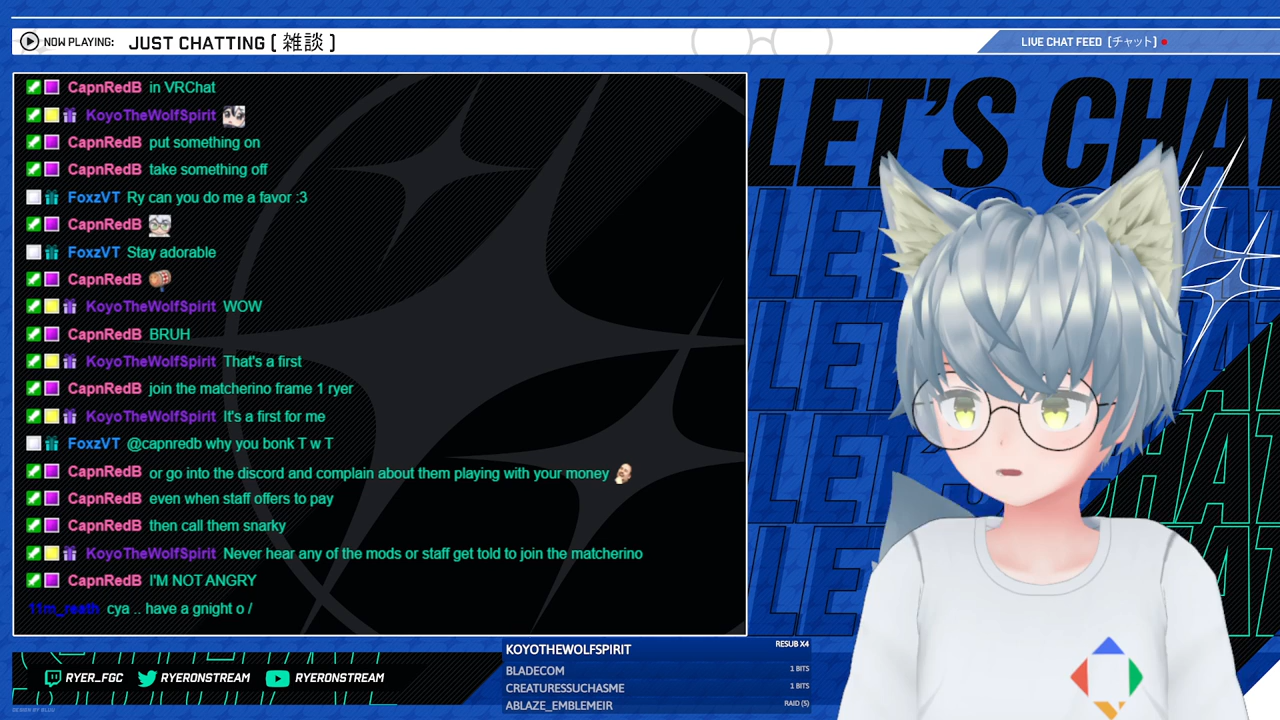 NOW PLAYING: JUST CHATTING [ 雑談 ]
LIVE CHAT FEED [チャット]
CapnRedB in VRChat
KoyoTheWolfSpirit
CapnRedB put something on
CapnRedB take something off
FoxzVT Ry can you do me a favor :3
CapnRedB
FoxzVT Stay adorable
CapnRedB
KoyoTheWolfSpirit WOW
CapnRedB BRUH
KoyoTheWolfSpirit That's a first
CapnRedB join the matcherino frame 1 ryer
KoyoTheWolfSpirit It's a first for me
FoxzVT @capnredb why you bonk T w T
CapnRedB or go into the discord and complain about them playing with your money
CapnRedB even when staff offers to pay
CapnRedB then call them snarky
KoyoTheWolfSpirit Never hear any of the mods or staff get told to join the matcherino
CapnRedB I'M NOT ANGRY
11m_reath cya .. have a gnight o /
LET'S CHAT
RYER_FGC RYERONSTREAM RYERONSTREAM
KOYOTHEWOLFSPIRIT RESUB X4
BLADECOM 1 BITS
CREATURESSUCHASME 1 BITS
ABLAZE_EMBLEMEIR RAID (5)